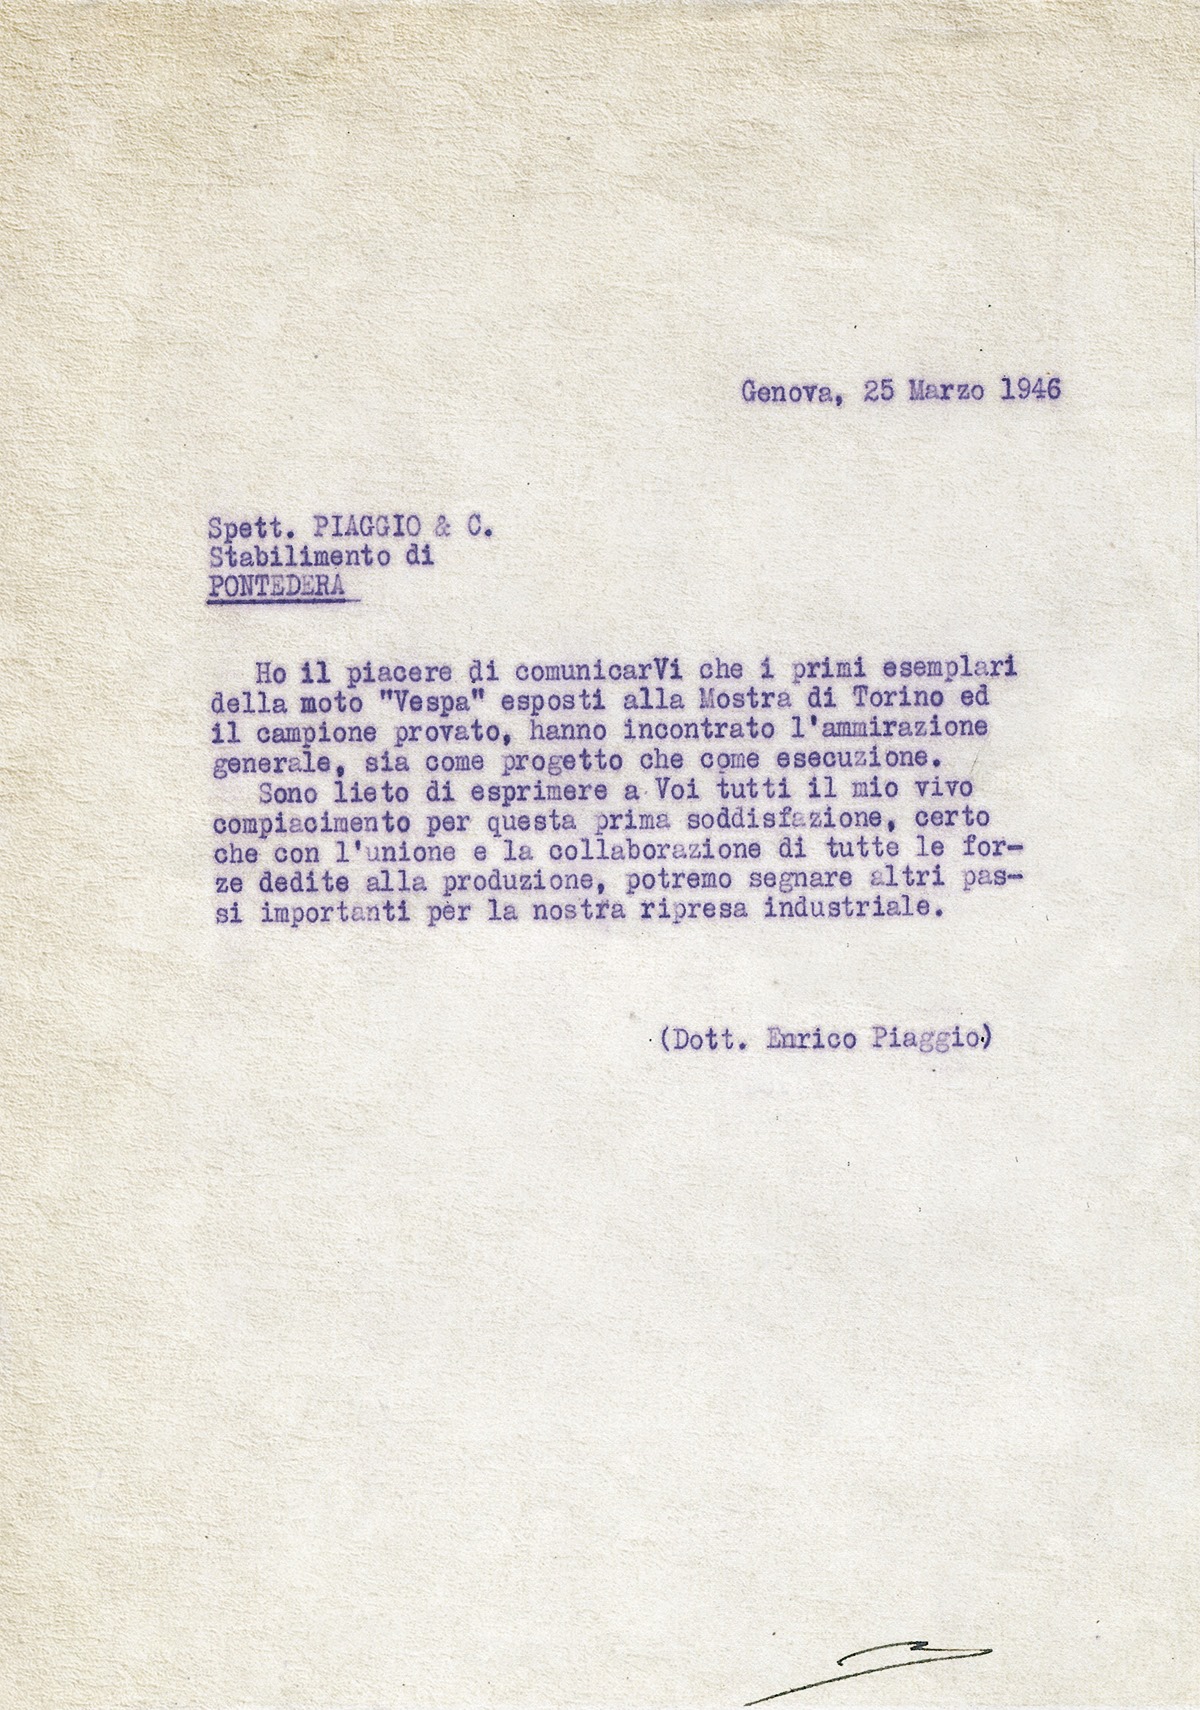 Genova, 25 Marzo 1946
Spett. PIAGGIO & C.
Stabilimento di
PONTEDERA
Ho il piacere di comunicarVi che i primi esemplari
della moto "Vespa" esposti alla Mostra di Torino ed
il campione provato, hanno incontrato l'ammirazione
generale, sia come progetto che come esecuzione.
Sono lieto di esprimere a Voi tutti il mio vivo
compiacimento per questa prima soddisfazione, certo
che con l'unione e la collaborazione di tutte le for-
ze dedite alla produzione, potremo segnare altri pas-
si importanti per la nostra ripresa industriale.
(Dott. Enrico Piaggio)